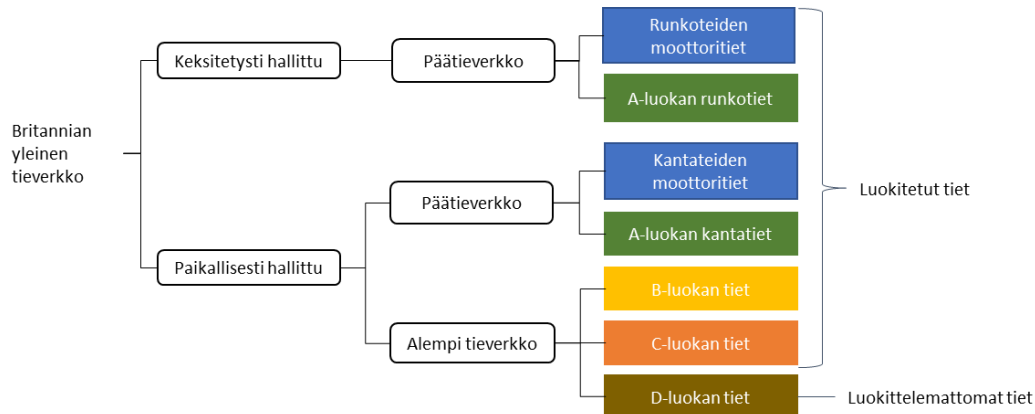 Britannian
yleinen
tieverkko
Keksitetysti hallittu
Päätieverkko
Runkoteiden
moottoritiet
A-luokan runkotiet
Paikallisesti hallittu
Päätieverkko
Kantateiden
moottoritiet
A-luokan kantatiet
Alempi tieverkko
B-luokan tiet
C-luokan tiet
D-luokan tiet
Luokitetut tiet
Luokittelemattomat tiet